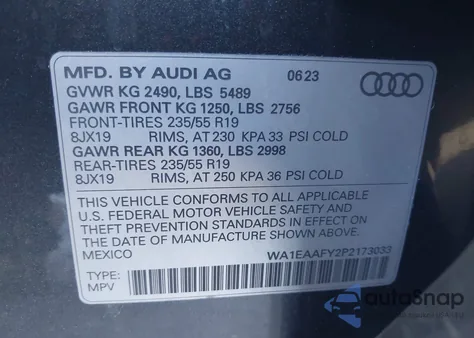 MFD. BY AUDI AG 06.23
GVWR KG 2490, LBS 5489
GAWR FRONT KG 1250, LBS 2756
FRONT-TIRES 235/55 R19
8JX19 RIMS, AT 230 KPA 33 PSI COLD
GAWR REAR KG 1360, LBS 2998
REAR-TIRES 235/55 R19
8JX19 RIMS, AT 250 KPA 36 PSI COLD
THIS VEHICLE CONFORMS TO ALL APPLICABLE
U.S. FEDERAL MOTOR VEHICLE SAFETY AND
THEFT PREVENTION STANDARDS IN EFFECT ON
THE DATE OF MANUFACTURE SHOWN ABOVE.
MEXICO WA1EAAFY2P2173033
TYPE:
MPV
autoSnap